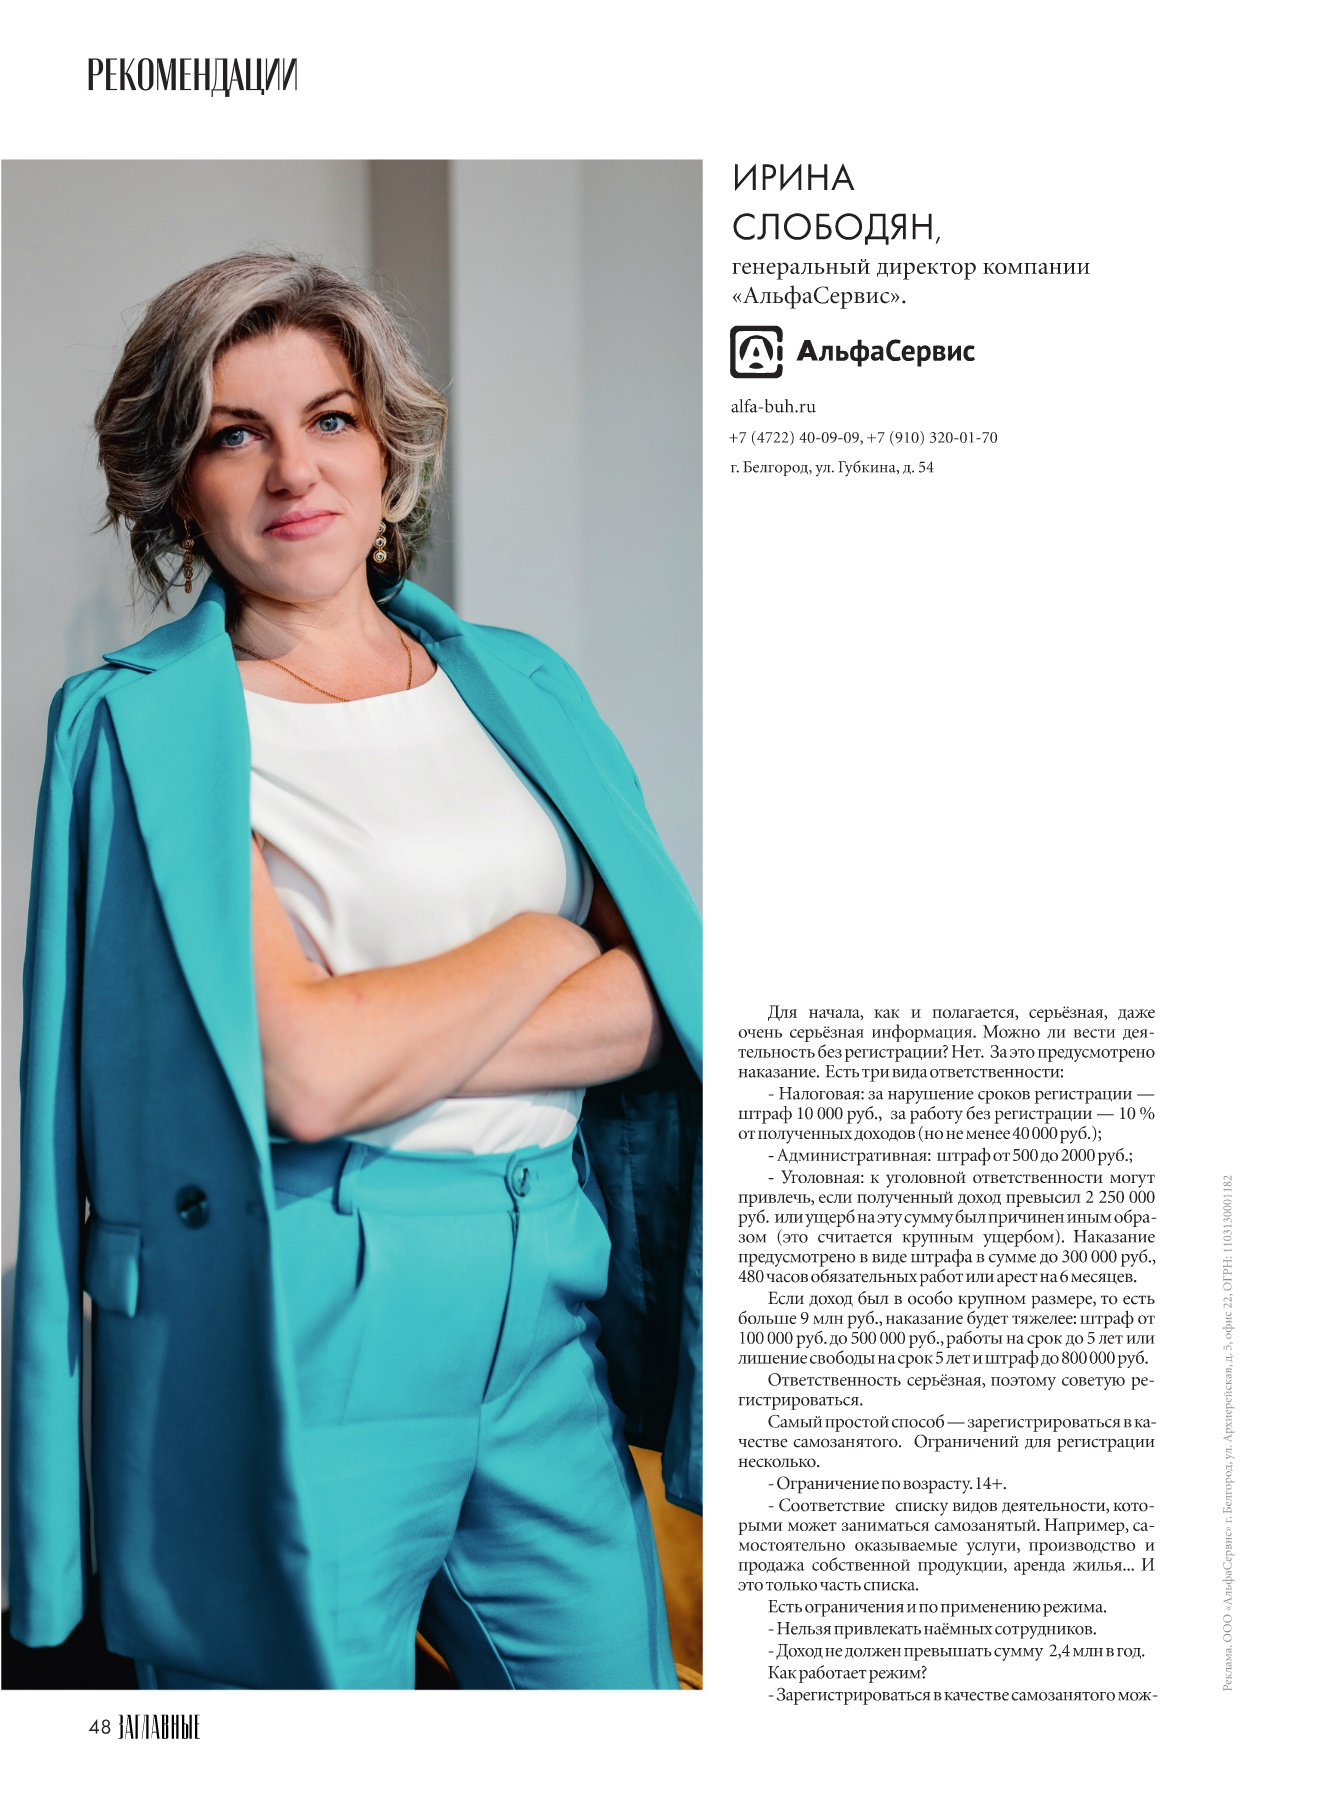 РЕКОМЕНДАЦИИ
ИРИНА
СЛОБОДЯН,
генеральный директор компании
«АльфаСервис».
АльфаСервис
alfa-buh.ru
+7 (4722) 40-09-09, +7 (910) 320-01-70
г. Белгород, ул. Губкина, д. 54
Для начала, как и полагается, серьёзная, даже
очень серьёзная информация. Можно ли вести дея-
тельность без регистрации? Нет. За это предусмотрено
наказание. Есть три вида ответственности:
- Налоговая: за нарушение сроков регистрации —
штраф 10 000 руб., за работу без регистрации — 10 %
от полученных доходов (но не менее 40 000 руб.);
- Административная: штраф от 500 до 2000 руб.;
- Уголовная: к уголовной ответственности могут
привлечь, если полученный доход превысил 2 250 000
руб. или ущерб на эту сумму был причинен иным обра-
зом (это считается крупным ущербом). Наказание
предусмотрено в виде штрафа в сумме до 300 000 руб.,
480 часов обязательных работ или арест на 6 месяцев.
Если доход был в особо крупном размере, то есть
больше 9 млн руб., наказание будет тяжелее: штраф от
100 000 руб. до 500 000 руб., работы на срок до 5 лет или
лишение свободы на срок 5 лет и штраф до 800 000 руб.
Ответственность серьёзная, поэтому советую ре-
гистрироваться.
Самый простой способ — зарегистрироваться в ка-
честве самозанятого. Ограничений для регистрации
несколько.
- Ограничение по возрасту. 14+.
- Соответствие списку видов деятельности, кото-
рыми может заниматься самозанятый. Например, са-
мостоятельно оказываемые услуги, производство и
продажа собственной продукции, аренда жилья... И
это только часть списка.
Есть ограничения и по применению режима.
- Нельзя привлекать наёмных сотрудников.
- Доход не должен превышать сумму 2,4 млн в год.
Как работает режим?
- Зарегистрироваться в качестве самозанятого мож-
Реклама. ООО «АльфаСервис» г. Белгород, ул. Архиерейская, д. 5, офис 22, ОГРН: 1103130001182
48 ЗАГЛАВНЫЕ